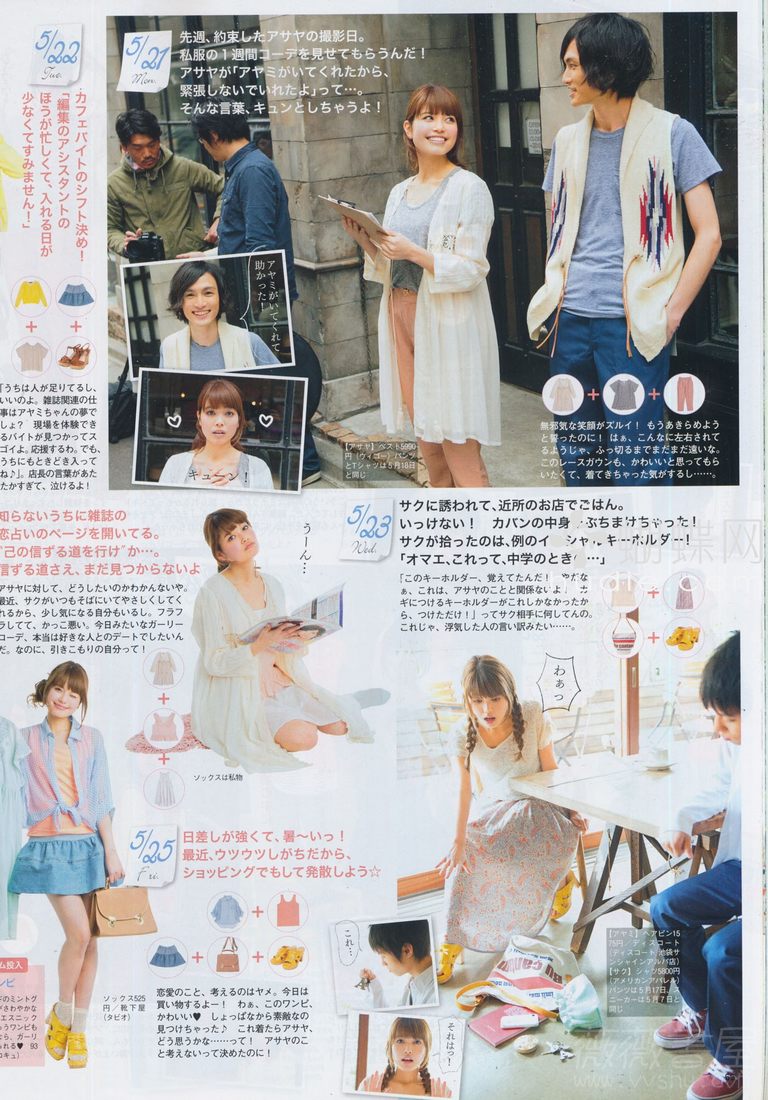 5/21
Mon.
先週、約束したアサヤの撮影日。
私服の1週間コーデを見せてもらうんだ！
アサヤが「アヤミがいてくれたから、
緊張しないでいれたよ」って…。
そんな言葉、キュンとしちゃうよ！
アヤミがいてくれて
助かった！
キュン！
【アサヤ】ベスト5990
円（ウィゴー）パンツ
とTシャツは5月18日
と同じ
無邪気な笑顔がズルイ！　もうあきらめよう
と誓ったのに！　はぁ、こんなに左右されて
るようじゃ、ふっ切るまでまだまだ遠いな。
このレースガウンも、かわいいと思ってもら
いたくて、着てきちゃった気がするし……。
5/22
Tue.
カフェバイトのシフト決め！
「編集のアシスタントの
ほうが忙しくて、入れる日が
少なくてすみません！」
「うちは人が足りてるし、
いいのよ。雑誌関連の仕
事はアヤミちゃんの夢で
しょ？　現場を体験でき
るバイトが見つかってス
ゴイよ。応援するわ。でも、
うちにもときどき入って
ね♪」。店長の言葉があた
たかすぎて、泣けるよ！
5/23
Wed.
サクに誘われて、近所のお店でごはん。
いっけない！　カバンの中身
ぶちまけちゃった！
サクが拾ったのは、例のイ
シャルキーホルダー！
「オマエ、これって、中学のとき
…」
「このキーホルダー、覚えてたんだ！
ぁ、これは、アサヤのことと関係ないよ！
ギにつけるキーホルダーがこれしかなかったか
ら、つけただけ！」ってサク相手に何してんの。
これじゃ、浮気した人の言い訳みたい……。
わぁっ
これ…
それはっ！
【アヤミ】ヘアピン15
75円／ディスコート
（ディスコート 池袋サ
ンシャインアルパ店）
【サク】シャツ5800円
（アメリカンアパレル）
パンツは5月17日、ス
ニーカーは5月7日と
同じ
知らないうちに雑誌の
恋占いのページを開いてる。
"己の信ずる道を行け"か…。
信ずる道さえ、まだ見つからないよ
うーん…
アサヤに対して、どうしたいのかわかんないや。
最近、サクがいつもそばにいてやさしくしてく
れるから、少し気になる自分もいるし。フラフ
ラしてて、かっこ悪い。今日みたいなガーリー
コーデ、本当は好きな人とのデートでしたいん
だ。なのに、引きこもりの自分って！
ソックスは私物
5/25
Fri.
日差しが強くて、暑〜いっ！
最近、ウツウツしがちだから、
ショッピングでもして発散しよう☆
ソックス525
円／靴下屋
（タビオ）
恋愛のこと、考えるのはヤメ。今日は
買い物するよー！　わぁ、このワンピ、
かわいい♥　しょっぱなから素敵なの
見つけちゃった♪　これ着たらアサヤ、
どう思うかな……って！　アサヤのこ
と考えないって決めたのに！
ム投入
ンピ
ドのミントグ
がさわやかな
エスニック
ようワンピも
なら、ガーリ
れる♥ 93
コキュ）
蝴蝶网
薇薇書屋